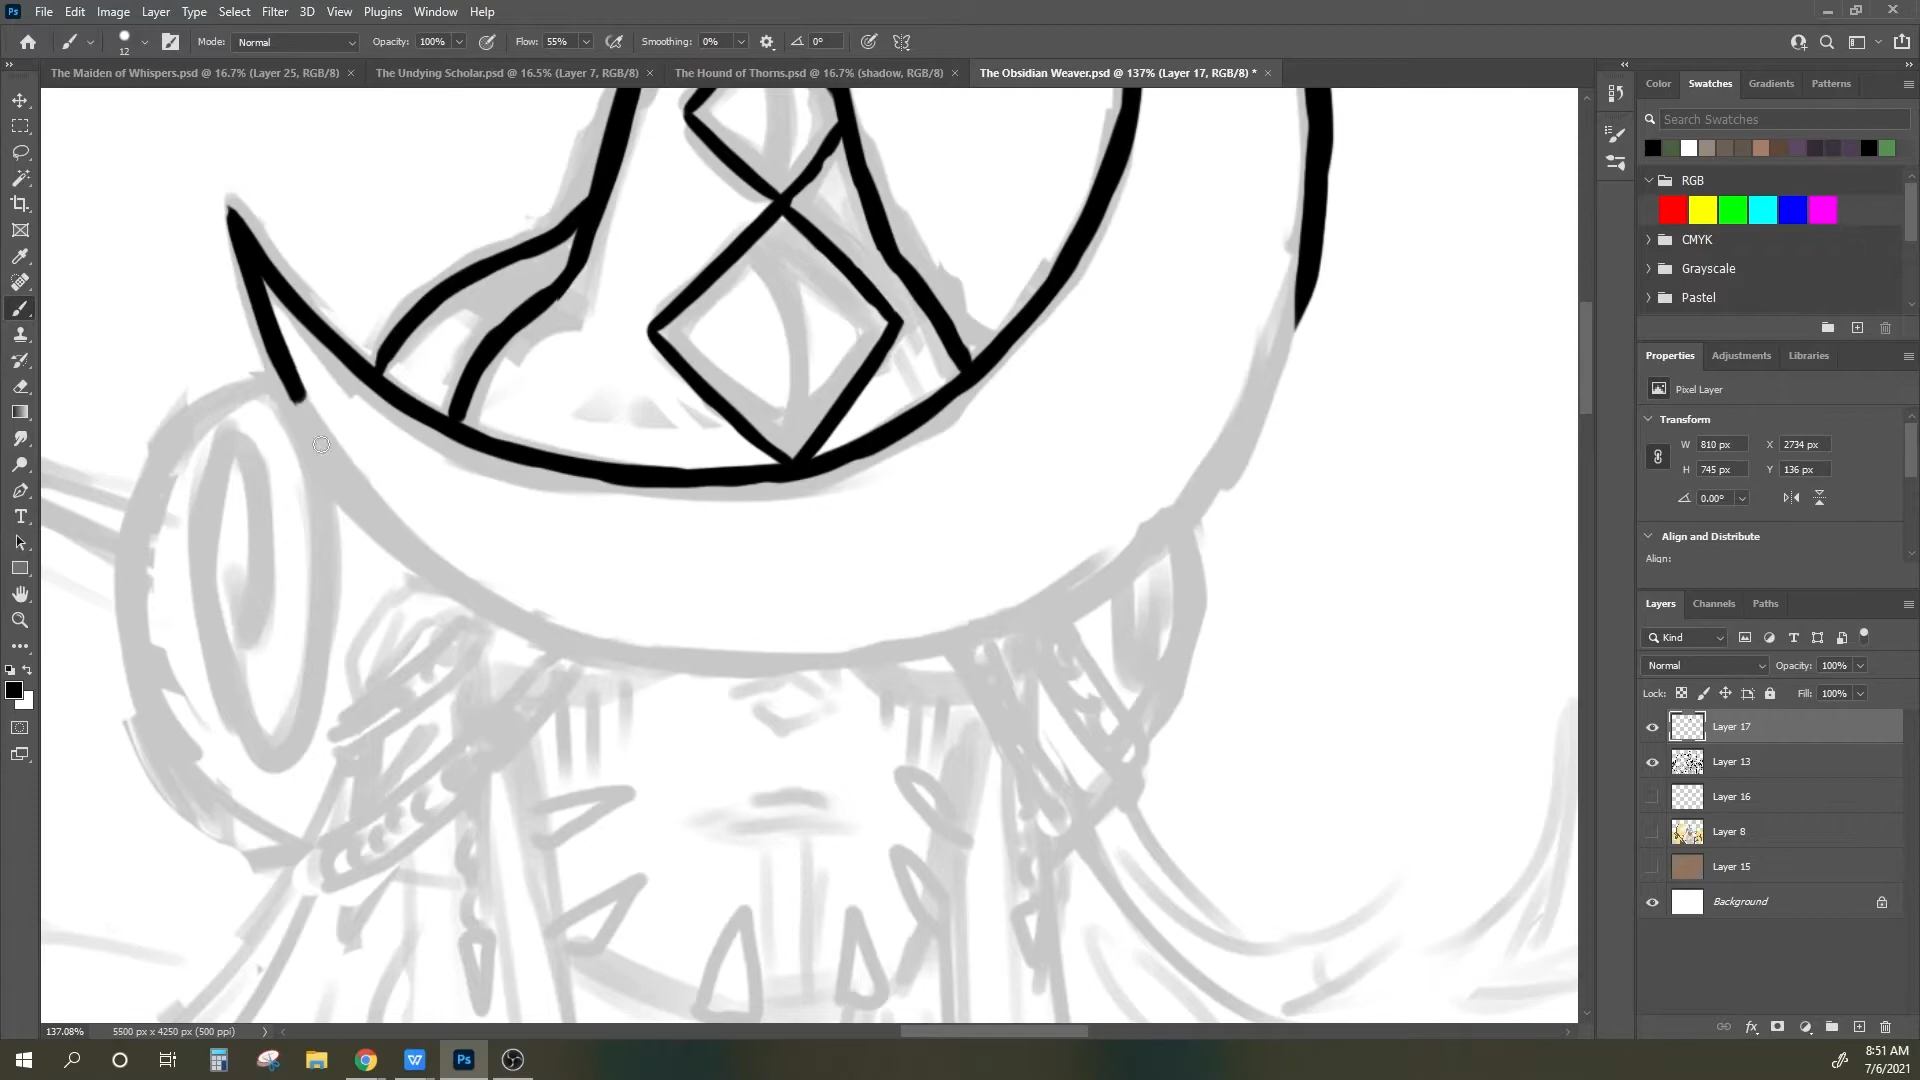 Ps File Edit Image Layer Type Select Filter 3D View Plugins Window Help
12 Mode: Normal Opacity: 100% Flow: 55% Smoothing: 0% 0°
The Maiden of Whispers.psd @ 16.7% (Layer 25, RGB/8) × The Undying Scholar.psd @ 16.5% (Layer 7, RGB/8) × The Hound of Thorns.psd @ 16.7% (shadow, RGB/8) × The Obsidian Weaver.psd @ 137% (Layer 17, RGB/8) * ×
Color Swatches Gradients Patterns
Search Swatches
RGB
CMYK
Grayscale
Pastel
Properties Adjustments Libraries
Pixel Layer
Transform
W 810 px X 2734 px
H 745 px Y 136 px
0.00°
Align and Distribute
Align:
Layers Channels Paths
Kind
Normal Opacity: 100%
Lock: Fill: 100%
Layer 17
Layer 13
Layer 16
Layer 8
Layer 15
Background
137.08% 5500 px x 4250 px (500 ppi)
Ps
8:51 AM
7/6/2021